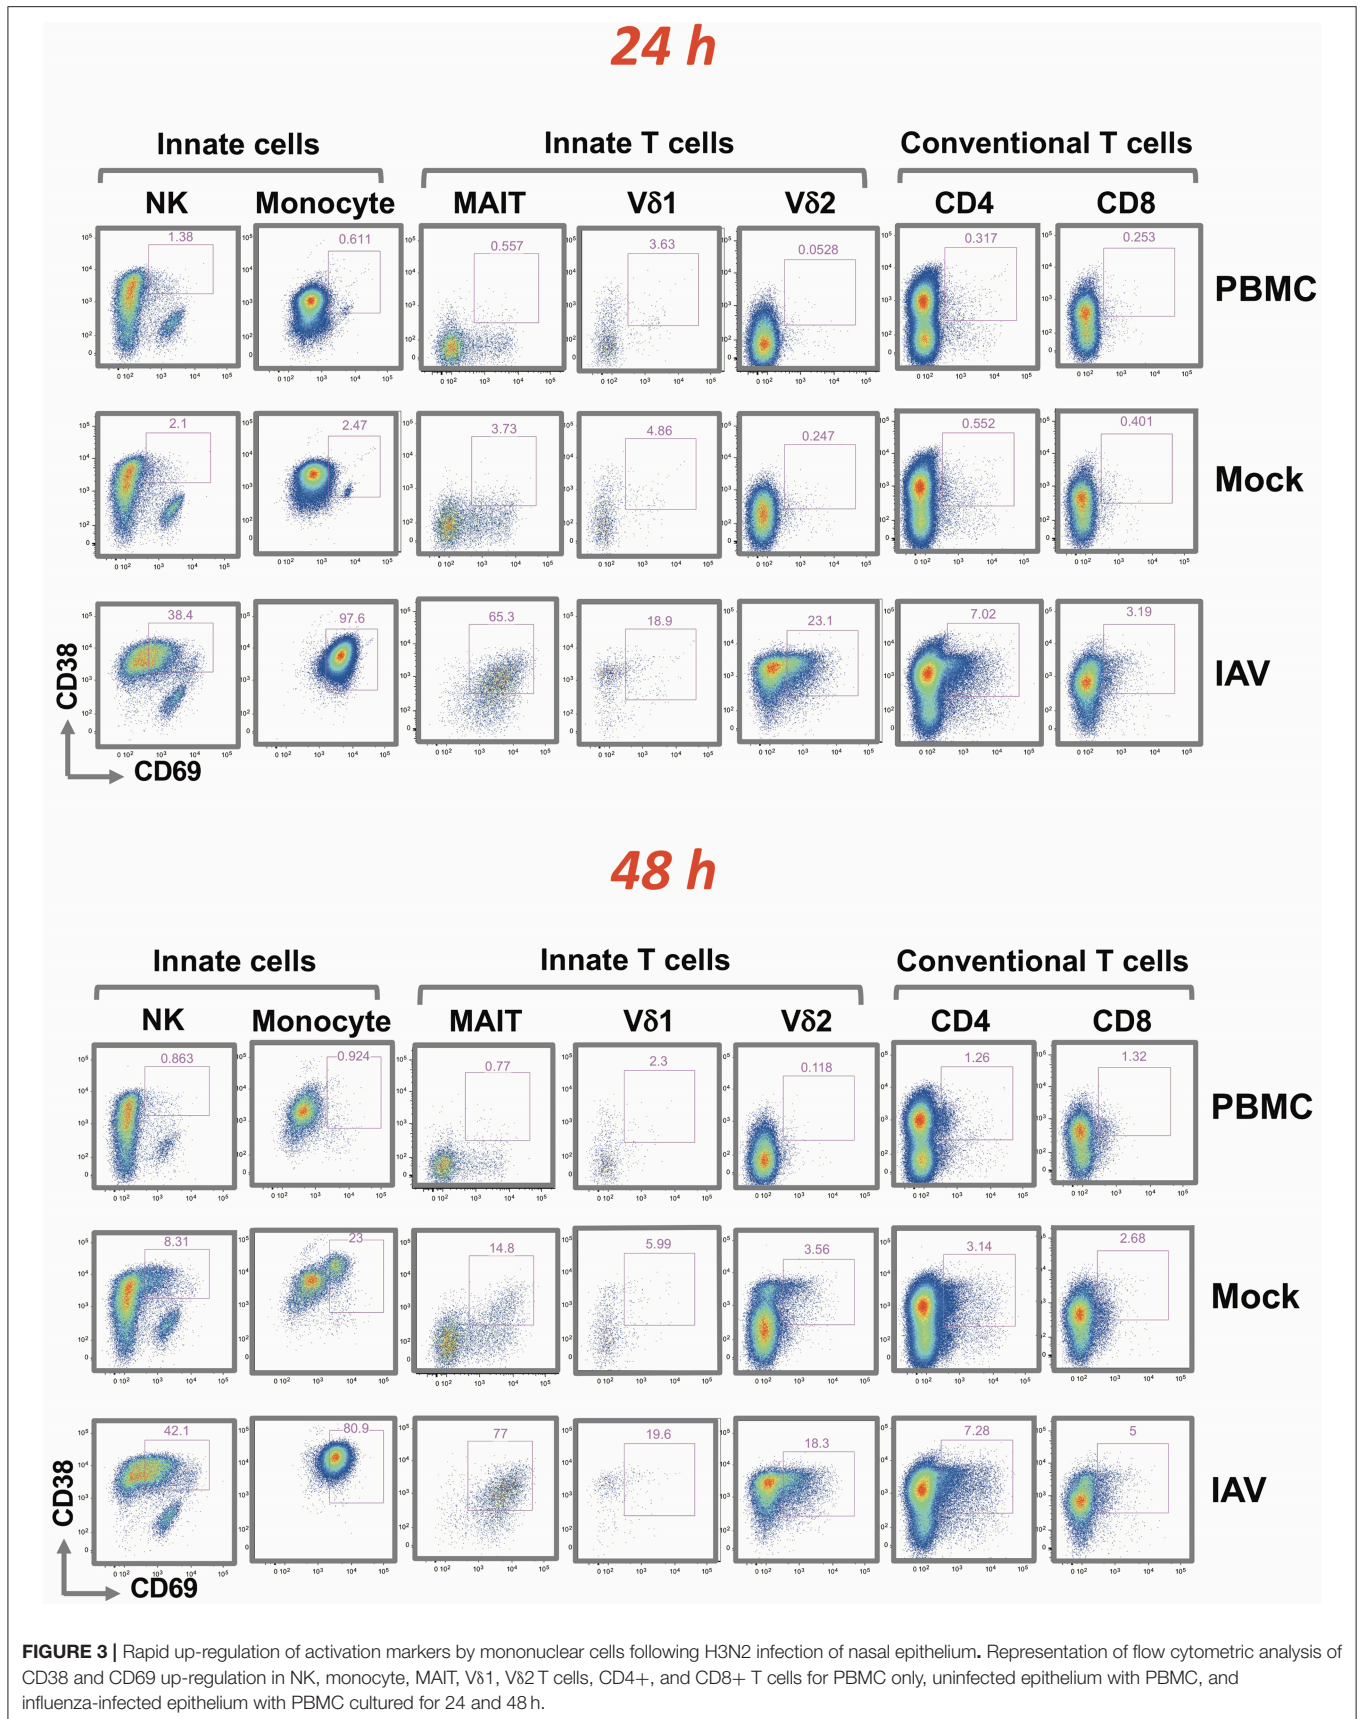 24 h
Innate cells Innate T cells Conventional T cells
NK Monocyte MAIT Vδ1 Vδ2 CD4 CD8
1.38 0.611 0.557 3.63 0.0528 0.317 0.253
PBMC
2.1 2.47 3.73 4.86 0.247 0.552 0.401
Mock
38.4 97.6 65.3 18.9 23.1 7.02 3.19
IAV
CD38
CD69
48 h
Innate cells Innate T cells Conventional T cells
NK Monocyte MAIT Vδ1 Vδ2 CD4 CD8
0.863 0.924 0.77 2.3 0.118 1.26 1.32
PBMC
8.31 23 14.8 5.99 3.56 3.14 2.68
Mock
42.1 80.9 77 19.6 18.3 7.28 5
IAV
CD38
CD69
FIGURE 3 | Rapid up-regulation of activation markers by mononuclear cells following H3N2 infection of nasal epithelium. Representation of flow cytometric analysis of
CD38 and CD69 up-regulation in NK, monocyte, MAIT, Vδ1, Vδ2 T cells, CD4+, and CD8+ T cells for PBMC only, uninfected epithelium with PBMC, and
influenza-infected epithelium with PBMC cultured for 24 and 48 h.